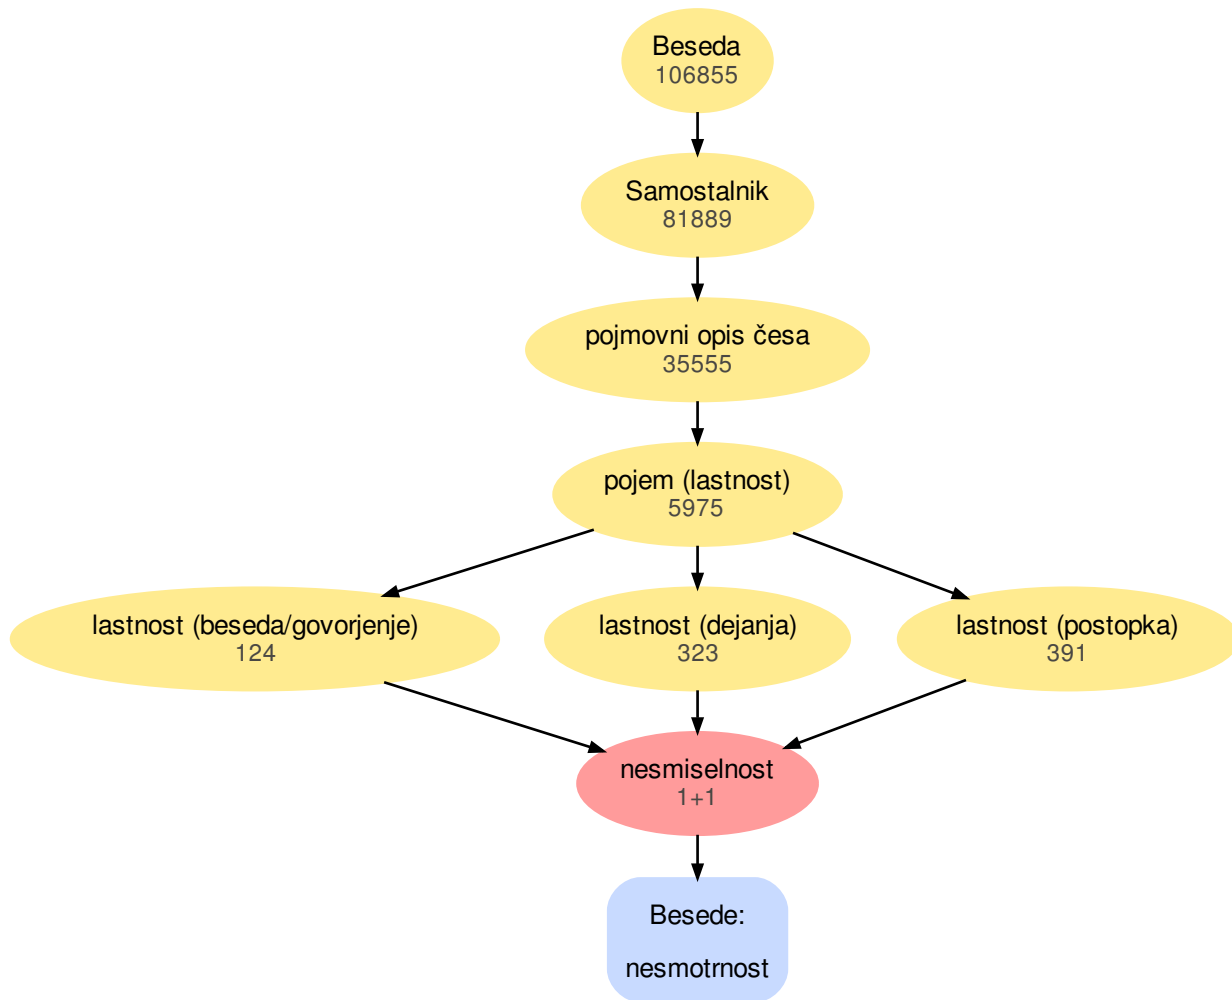 Beseda
106855
Samostalnik
81889
pojmovni opis česa
35555
pojem (lastnost)
5975
lastnost (beseda/govorjenje)
124
lastnost (dejanja)
323
lastnost (postopka)
391
nesmiselnost
1+1
Besede:
nesmotrnost